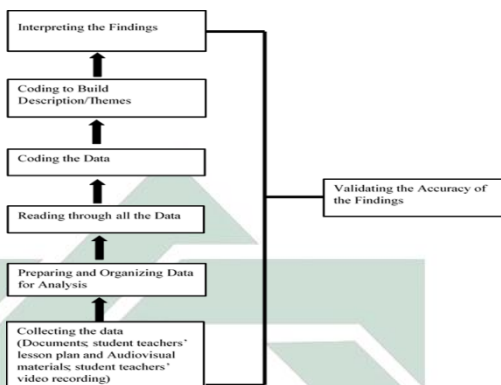 Interpreting the Findings
Coding to Build
Description/Themes
Coding the Data
Reading through all the Data
Preparing and Organizing Data
for Analysis
Collecting the data
(Documents; student teachers'
lesson plan and Audiovisual
materials; student teachers'
video recording)
Validating the Accuracy of
the Findings